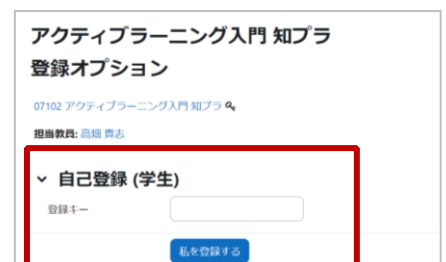 アクティブラーニング入門 知プラ
登録オプション
07102 アクティブラーニング入門 知プラ
担当教員: 高畑 貴志
自己登録 (学生)
登録キー
私を登録する